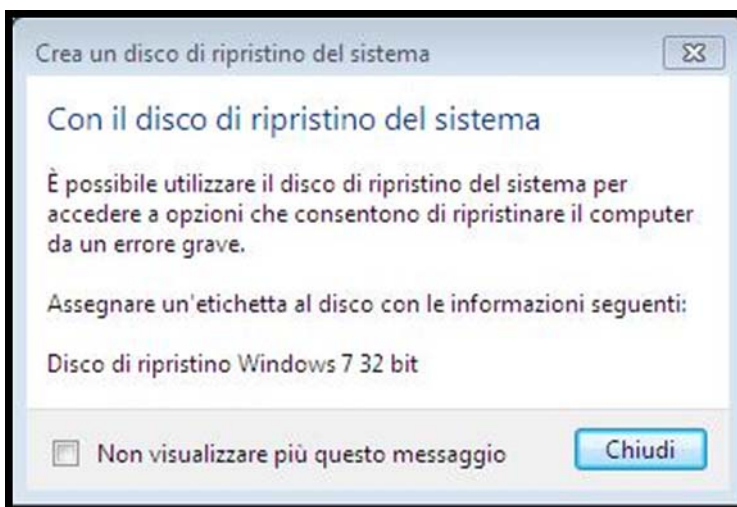 Crea un disco di ripristino del sistema
Con il disco di ripristino del sistema
È possibile utilizzare il disco di ripristino del sistema per
accedere a opzioni che consentono di ripristinare il computer
da un errore grave.
Assegnare un'etichetta al disco con le informazioni seguenti:
Disco di ripristino Windows 7 32 bit
Non visualizzare più questo messaggio
Chiudi